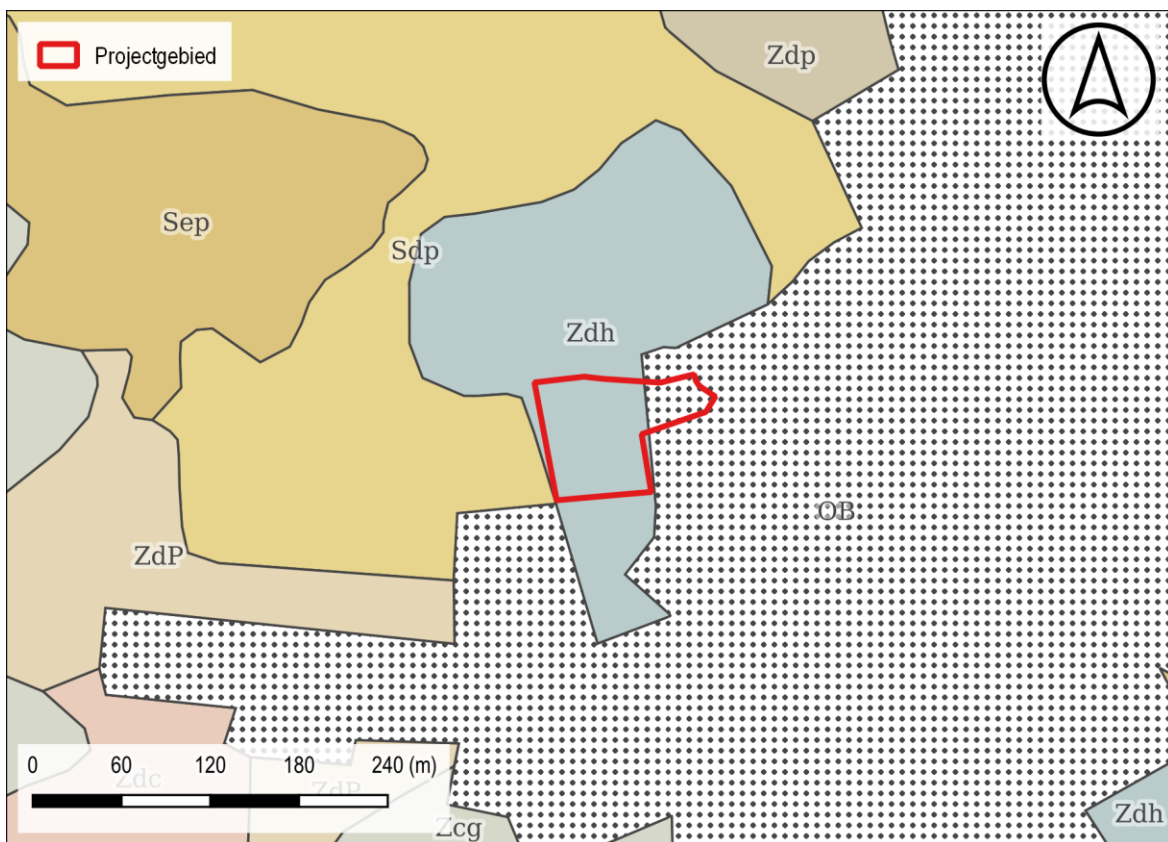 Projectgebied
Zdp
Sep
Sdp
Zdh
OB
ZdP
0 60 120 180 240 (m)
Zdc
ZdP
Zcg
Zdh